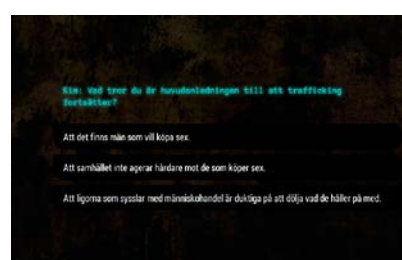 Kim: Vad tror du är huvudanledningen till att trafficking
fortsätter?
Att det finns män som vill köpa sex.
Att samhället inte agerar hårdare mot de som köper sex.
Att ligorna som sysslar med människohandel är duktiga på att dölja vad de håller på med.